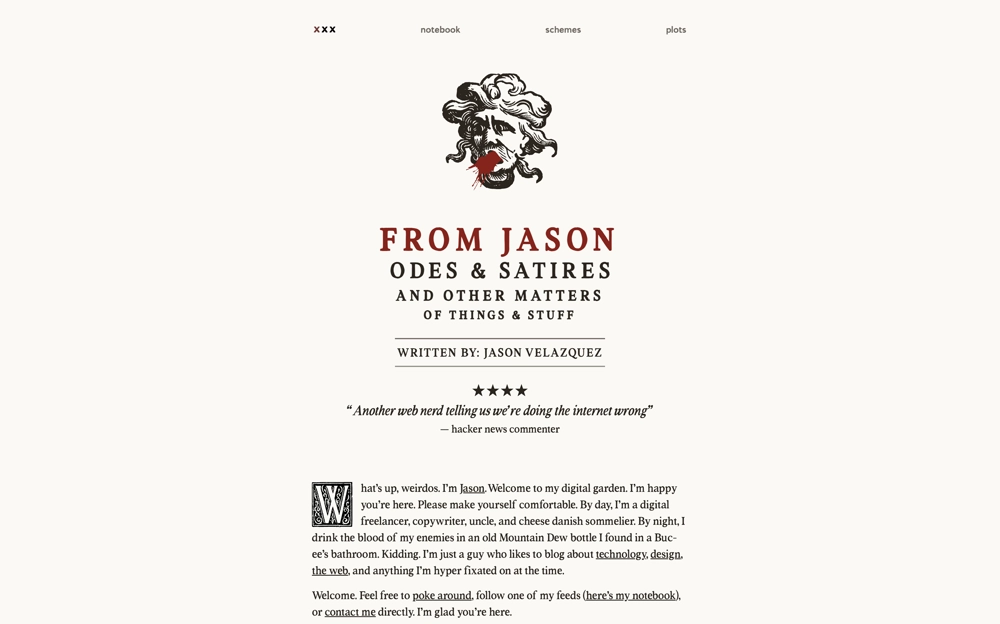 xxx notebook schemes plots
FROM JASON
ODES & SATIRES
AND OTHER MATTERS
OF THINGS & STUFF
WRITTEN BY: JASON VELAZQUEZ
★★★★
“Another web nerd telling us we’re doing the internet wrong”
— hacker news commenter
What’s up, weirdos. I’m Jason. Welcome to my digital garden. I’m happy
you’re here. Please make yourself comfortable. By day, I’m a digital
freelancer, copywriter, uncle, and cheese danish sommelier. By night, I
drink the blood of my enemies in an old Mountain Dew bottle I found in a Buc-
ee’s bathroom. Kidding. I’m just a guy who likes to blog about technology, design,
the web, and anything I’m hyper fixated on at the time.
Welcome. Feel free to poke around, follow one of my feeds (here’s my notebook),
or contact me directly. I’m glad you’re here.